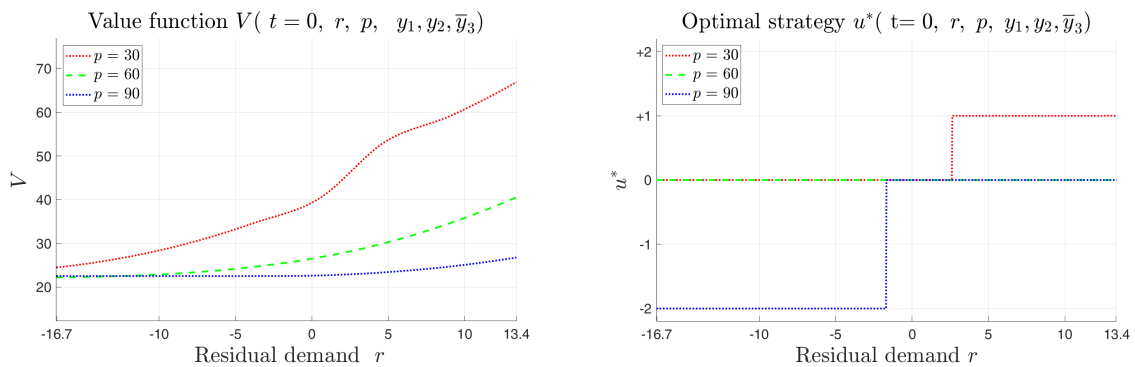 Value function V( t = 0, r, p, y₁, y₂, y̅₃)
p = 30
p = 60
p = 90
70
60
50
40
30
20
V
-16.7 -10 -5 0 5 10 13.4
Residual demand r
Optimal strategy u*( t= 0, r, p, y₁, y₂, y̅₃)
p = 30
p = 60
p = 90
+2
+1
0
-1
-2
u*
-16.7 -10 -5 0 5 10 13.4
Residual demand r